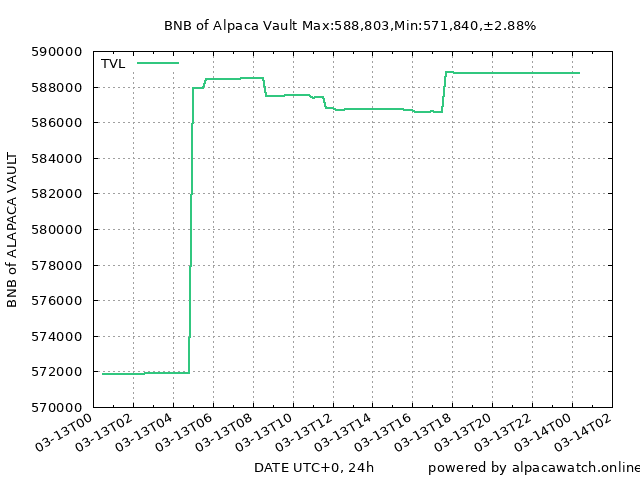 BNB of Alpaca Vault Max:588,803,Min:571,840,±2.88%
TVL
BNB of ALAPACA VAULT
590000
588000
586000
584000
582000
580000
578000
576000
574000
572000
570000
03-13T00
03-13T02
03-13T04
03-13T06
03-13T08
03-13T10
03-13T12
03-13T14
03-13T16
03-13T18
03-13T20
03-13T22
03-14T00
03-14T02
DATE UTC+0, 24h
powered by alpacawatch.online